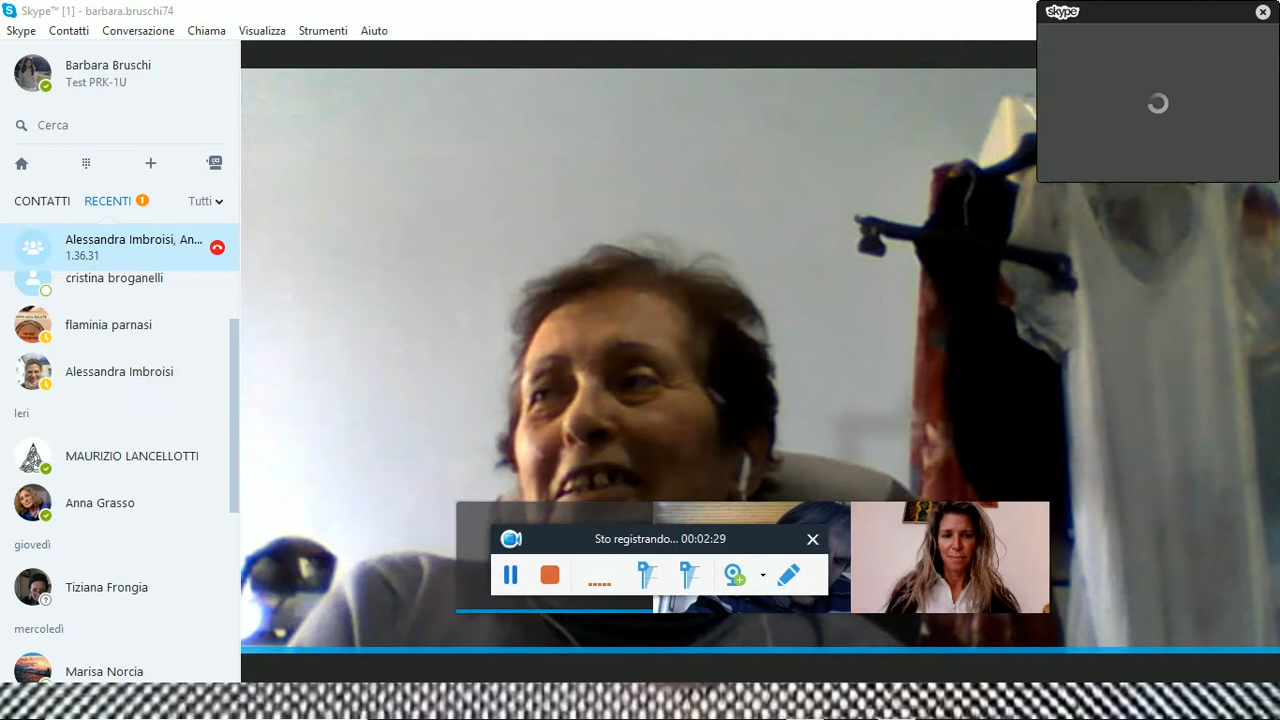 Skype™ [1] - barbara.bruschi74
skype
Skype Contatti Conversazione Chiama Visualizza Strumenti Aiuto
Barbara Bruschi
Test PRK-1U
Cerca
CONTATTI RECENTI 1 Tutti
Alessandra Imbroisi, An...
1.36.31
cristina broganelli
flaminia parnasi
Alessandra Imbroisi
Ieri
MAURIZIO LANCELLOTTI
Anna Grasso
giovedì
Tiziana Frongia
mercoledì
Marisa Norcia
Sto registrando... 00:02:29